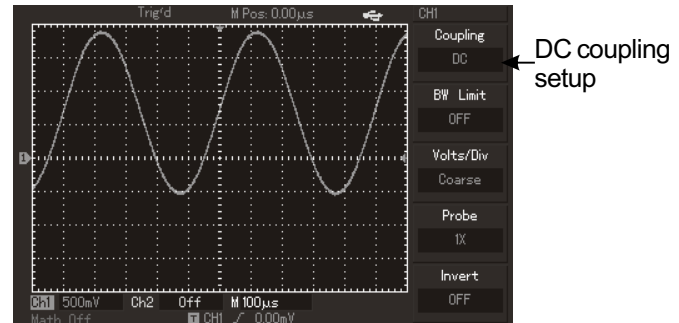 Trig'd M Pos: 0.00μs CH1
Coupling
DC
DC coupling
setup
BW Limit
OFF
Volts/Div
Coarse
1
Probe
1X
Invert
OFF
Ch1 500mV Ch2 Off M 100μs
Math Off T CH1 0.00mV